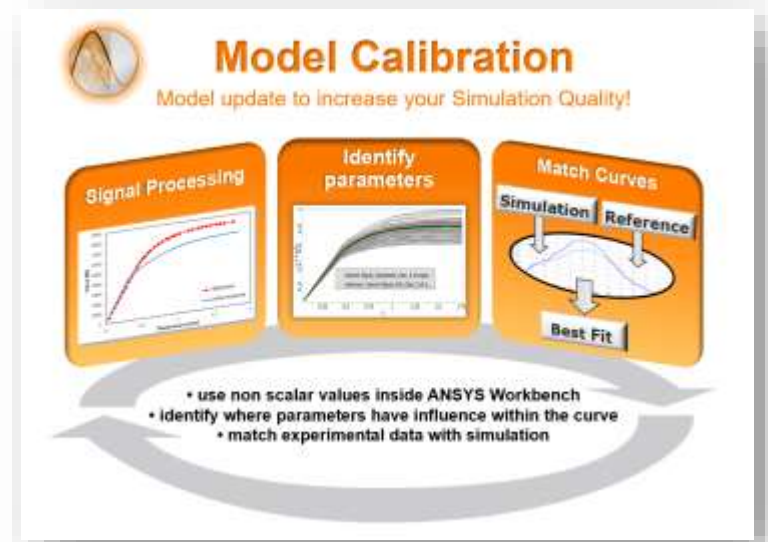 Model Calibration
Model update to increase your Simulation Quality!
Signal Processing
Identify
parameters
Match Curves
Simulation
Reference
Best Fit
• use non scalar values inside ANSYS Workbench
• identify where parameters have influence within the curve
• match experimental data with simulation